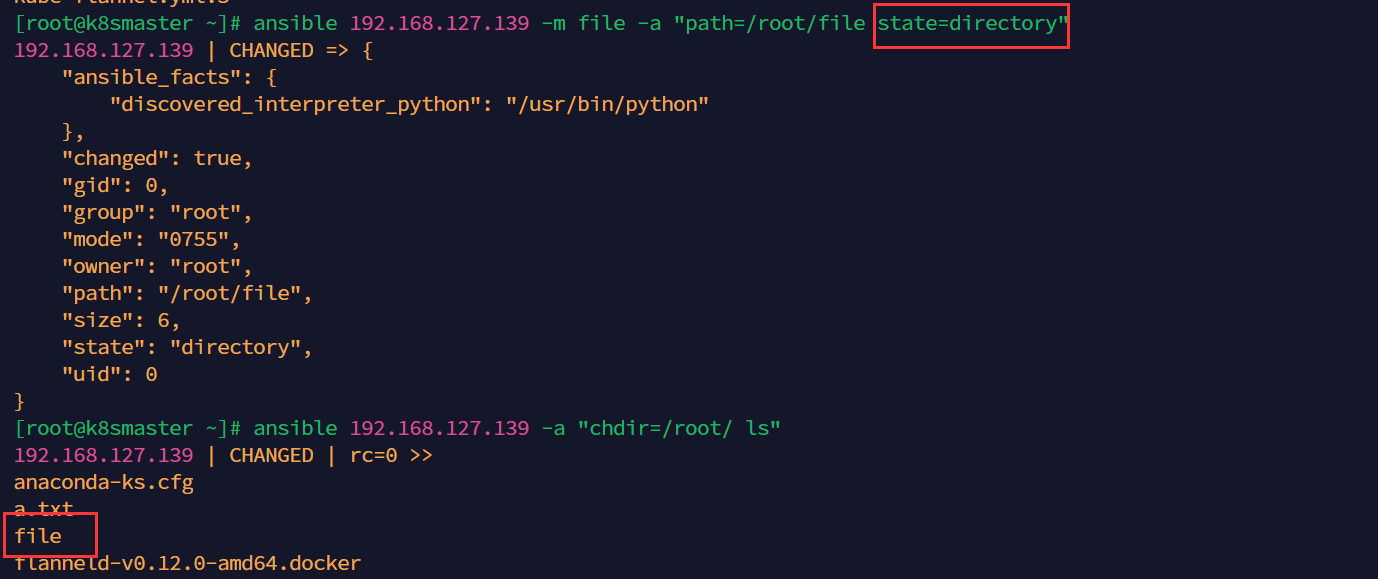 kube-flannel.yml.s
[root@k8smaster ~]# ansible 192.168.127.139 -m file -a "path=/root/file state=directory"
192.168.127.139 | CHANGED => {
    "ansible_facts": {
        "discovered_interpreter_python": "/usr/bin/python"
    },
    "changed": true,
    "gid": 0,
    "group": "root",
    "mode": "0755",
    "owner": "root",
    "path": "/root/file",
    "size": 6,
    "state": "directory",
    "uid": 0
}
[root@k8smaster ~]# ansible 192.168.127.139 -a "chdir=/root/ ls"
192.168.127.139 | CHANGED | rc=0 >>
anaconda-ks.cfg
a.txt
file
flanneld-v0.12.0-amd64.docker